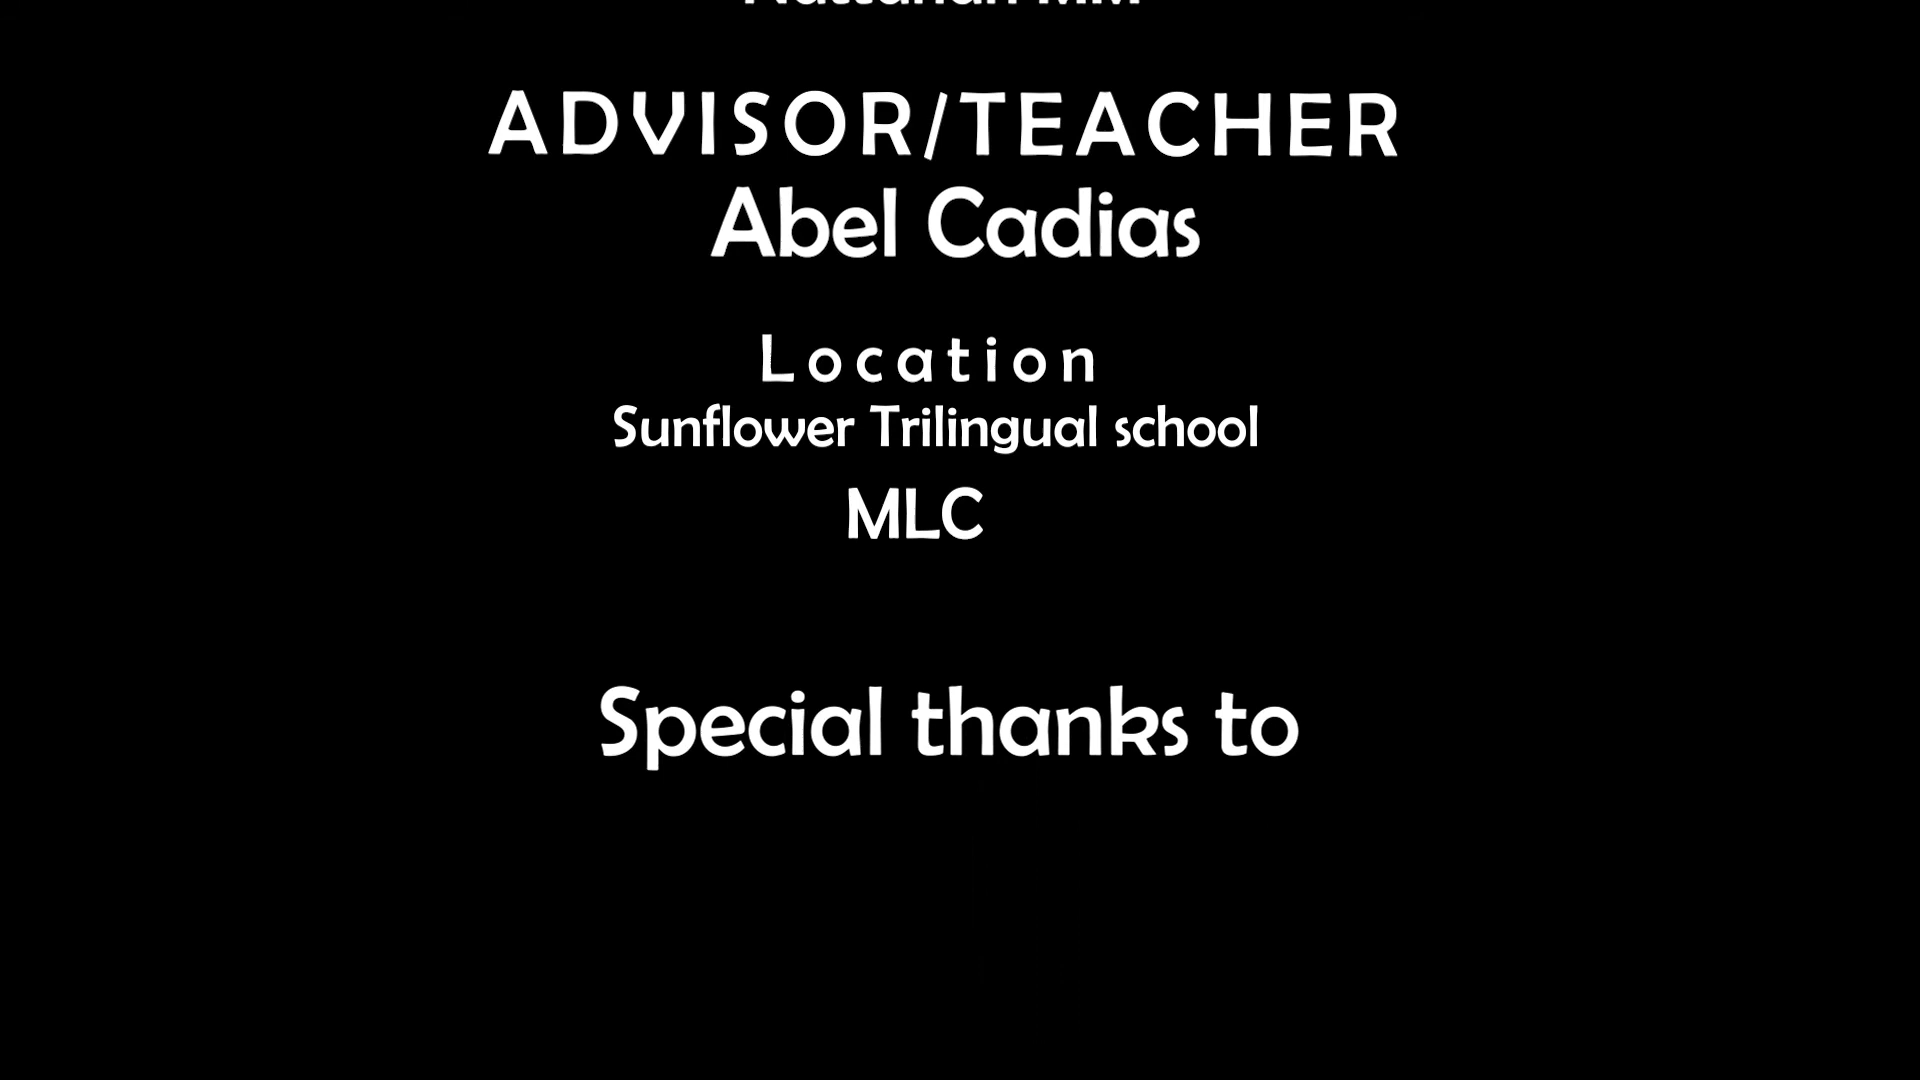 ADVISOR/TEACHER
Abel Cadias
Location
Sunflower Trilingual school
MLC
Special thanks to